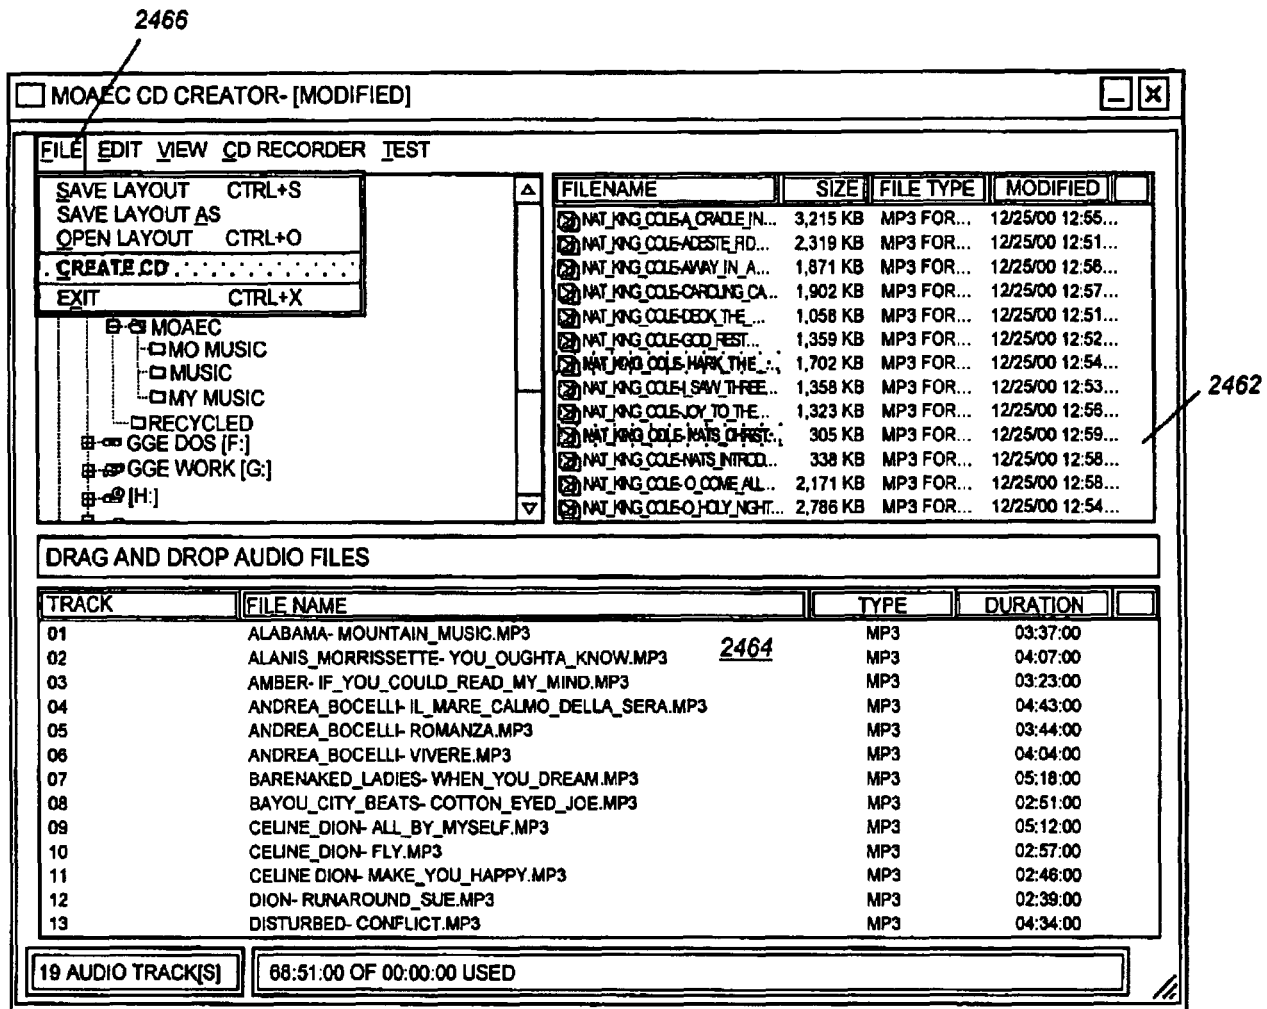 2466
MOAEC CD CREATOR- [MODIFIED]
FILE EDIT VIEW CD RECORDER TEST
SAVE LAYOUT CTRL+S
SAVE LAYOUT AS
OPEN LAYOUT CTRL+O
CREATE CD
EXIT CTRL+X
MOAEC
MO MUSIC
MUSIC
MY MUSIC
RECYCLED
GGE DOS [F:]
GGE WORK [G:]
[H:]
FILENAME SIZE FILE TYPE MODIFIED
NAT_KING_COLE-A_CRADLE_IN... 3,215 KB MP3 FOR... 12/25/00 12:55...
NAT_KING_COLE-ADESTE_FID... 2,319 KB MP3 FOR... 12/25/00 12:51...
NAT_KING_COLE-AWAY_IN_A... 1,871 KB MP3 FOR... 12/25/00 12:56...
NAT_KING_COLE-CAROLING_CA... 1,902 KB MP3 FOR... 12/25/00 12:57...
NAT_KING_COLE-DECK_THE_... 1,058 KB MP3 FOR... 12/25/00 12:51...
NAT_KING_COLE-GOD_REST... 1,359 KB MP3 FOR... 12/25/00 12:52...
NAT_KING_COLE-HARK_THE_... 1,702 KB MP3 FOR... 12/25/00 12:54...
NAT_KING_COLE-I_SAW_THREE... 1,358 KB MP3 FOR... 12/25/00 12:53...
NAT_KING_COLE-JOY_TO_THE... 1,323 KB MP3 FOR... 12/25/00 12:56...
NAT_KING_COLE-NATS_CHRIST... 305 KB MP3 FOR... 12/25/00 12:59...
NAT_KING_COLE-NATS_INTROD... 338 KB MP3 FOR... 12/25/00 12:58...
NAT_KING_COLE-O_COME_ALL... 2,171 KB MP3 FOR... 12/25/00 12:58...
NAT_KING_COLE-O_HOLY_NIGHT... 2,786 KB MP3 FOR... 12/25/00 12:54...
2462
DRAG AND DROP AUDIO FILES
TRACK FILE NAME TYPE DURATION
01 ALABAMA- MOUNTAIN_MUSIC.MP3 MP3 03:37:00
2464
02 ALANIS_MORRISSETTE- YOU_OUGHTA_KNOW.MP3 MP3 04:07:00
03 AMBER- IF_YOU_COULD_READ_MY_MIND.MP3 MP3 03:23:00
04 ANDREA_BOCELLI- IL_MARE_CALMO_DELLA_SERA.MP3 MP3 04:43:00
05 ANDREA_BOCELLI- ROMANZA.MP3 MP3 03:44:00
06 ANDREA_BOCELLI- VIVERE.MP3 MP3 04:04:00
07 BARENAKED_LADIES- WHEN_YOU_DREAM.MP3 MP3 05:18:00
08 BAYOU_CITY_BEATS- COTTON_EYED_JOE.MP3 MP3 02:51:00
09 CELINE_DION- ALL_BY_MYSELF.MP3 MP3 05:12:00
10 CELINE_DION- FLY.MP3 MP3 02:57:00
11 CELINE DION- MAKE_YOU_HAPPY.MP3 MP3 02:46:00
12 DION- RUNAROUND_SUE.MP3 MP3 02:39:00
13 DISTURBED- CONFLICT.MP3 MP3 04:34:00
19 AUDIO TRACK[S] 68:51:00 OF 00:00:00 USED